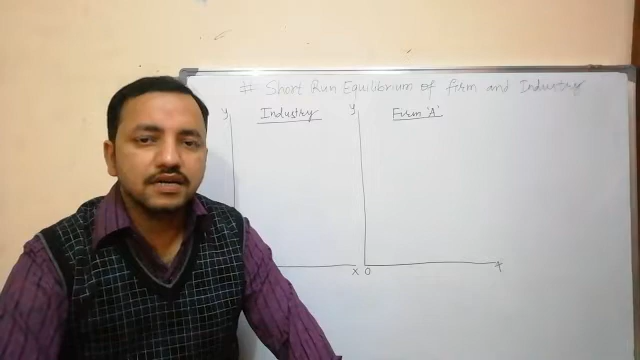 # Short Run Equilibrium of firm and Industry
y Industry y Firm 'A'
X O X